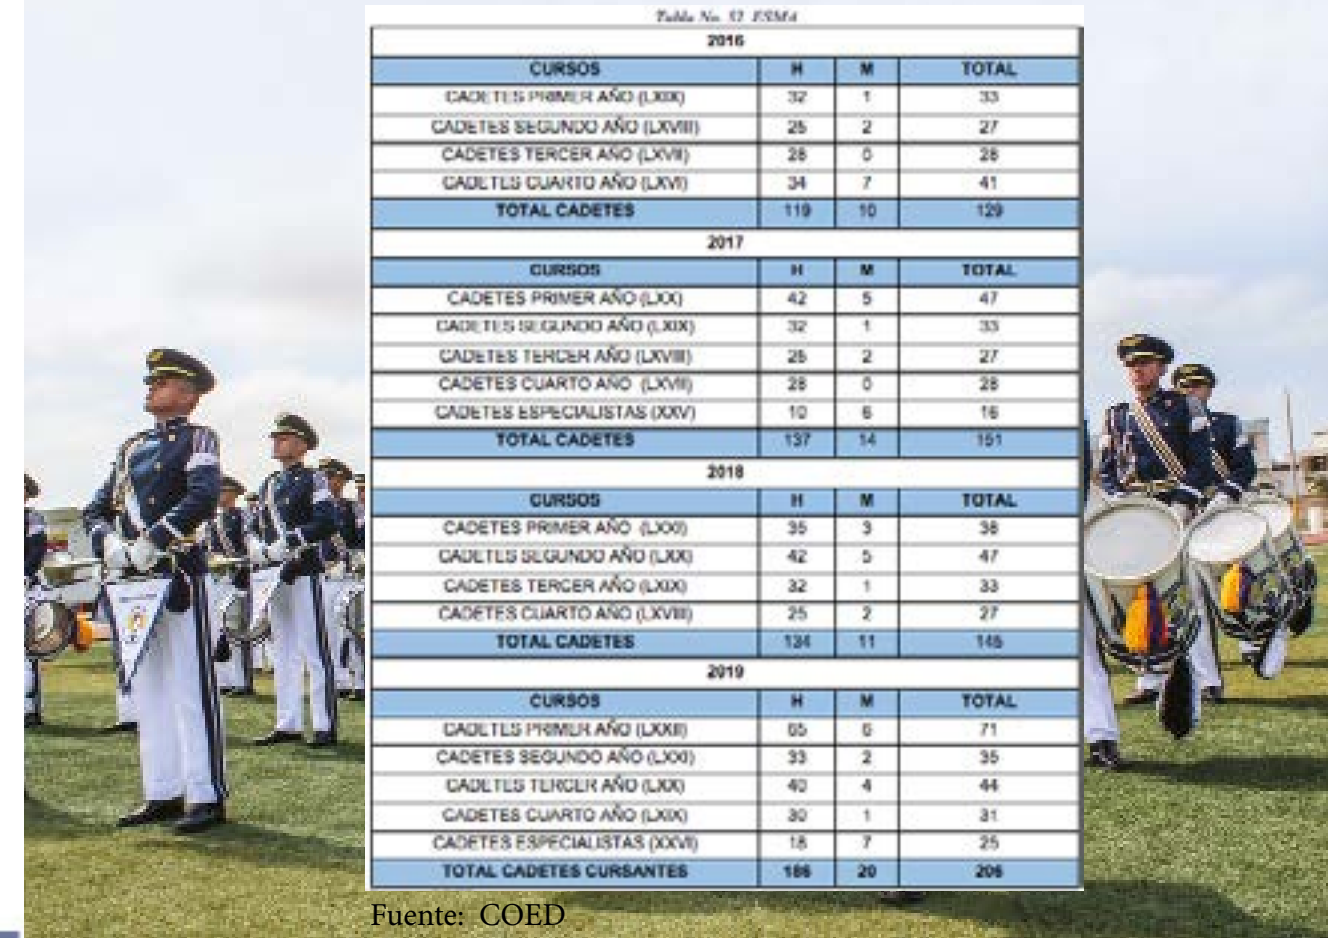 Tabla No. 52 ESMA
2016
CURSOS H M TOTAL
CADETES PRIMER AÑO (LXIX) 32 1 33
CADETES SEGUNDO AÑO (LXVIII) 25 2 27
CADETES TERCER AÑO (LXVII) 28 0 28
CADETES CUARTO AÑO (LXVI) 34 7 41
TOTAL CADETES 119 10 129
2017
CURSOS H M TOTAL
CADETES PRIMER AÑO (LXX) 42 5 47
CADETES SEGUNDO AÑO (LXIX) 32 1 33
CADETES TERCER AÑO (LXVIII) 25 2 27
CADETES CUARTO AÑO (LXVII) 28 0 28
CADETES ESPECIALISTAS (XXV) 10 6 16
TOTAL CADETES 137 14 151
2018
CURSOS H M TOTAL
CADETES PRIMER AÑO (LXXI) 35 3 38
CADETES SEGUNDO AÑO (LXX) 42 5 47
CADETES TERCER AÑO (LXIX) 32 1 33
CADETES CUARTO AÑO (LXVIII) 25 2 27
TOTAL CADETES 134 11 145
2019
CURSOS H M TOTAL
CADETES PRIMER AÑO (LXXII) 65 6 71
CADETES SEGUNDO AÑO (LXXI) 33 2 35
CADETES TERCER AÑO (LXX) 40 4 44
CADETES CUARTO AÑO (LXIX) 30 1 31
CADETES ESPECIALISTAS (XXVI) 18 7 25
TOTAL CADETES CURSANTES 186 20 206
Fuente: COED